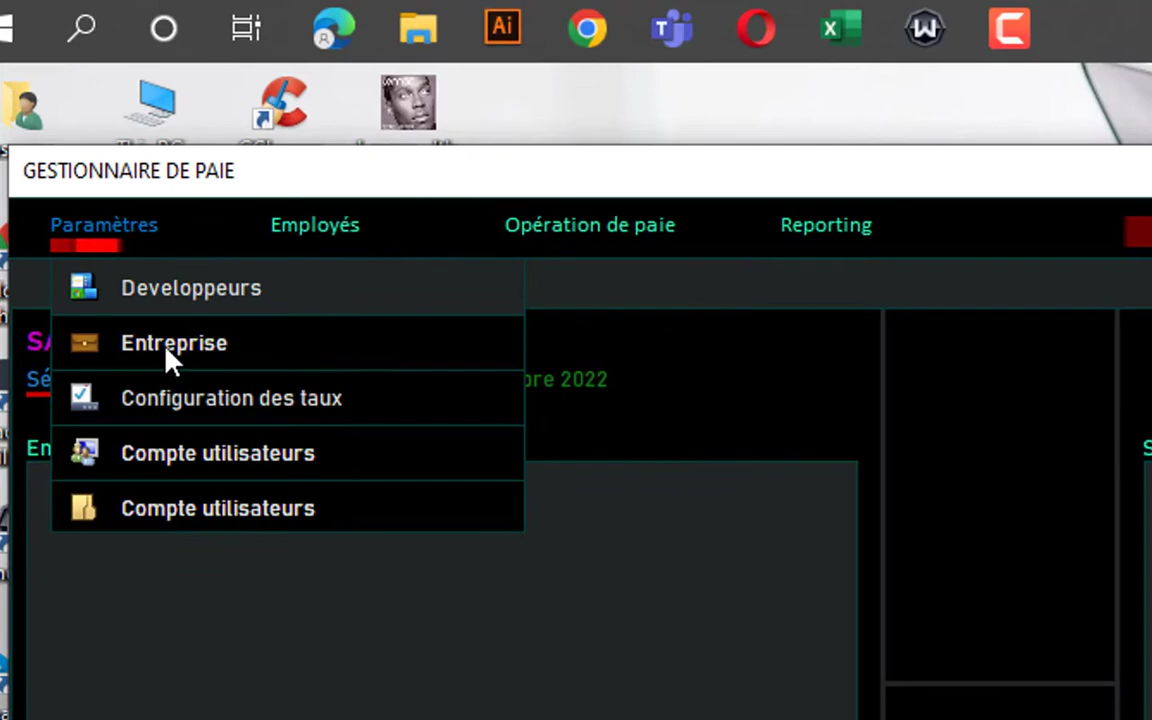 Ai
GESTIONNAIRE DE PAIE
Paramètres Employés Opération de paie Reporting
Developpeurs
Entreprise
Configuration des taux
Compte utilisateurs
Compte utilisateurs
2022